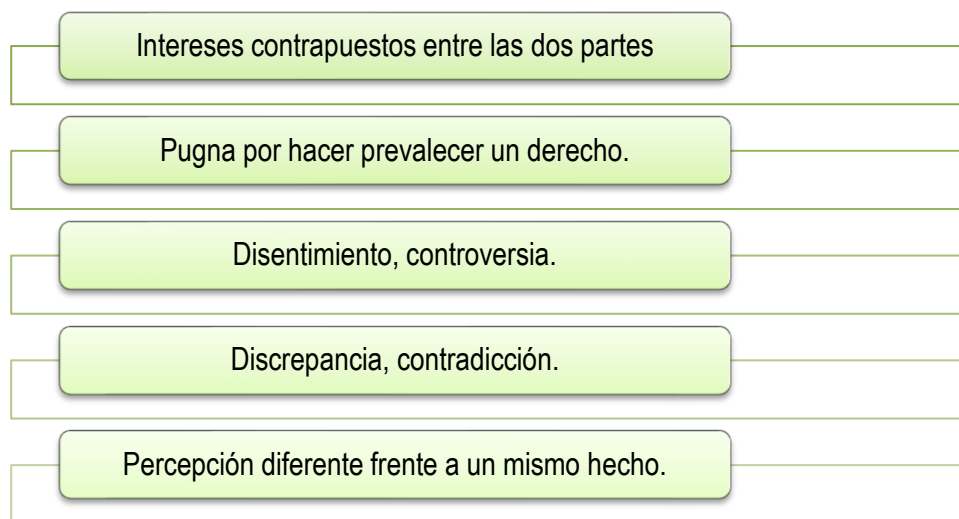 Intereses contrapuestos entre las dos partes
Pugna por hacer prevalecer un derecho.
Disentimiento, controversia.
Discrepancia, contradicción.
Percepción diferente frente a un mismo hecho.